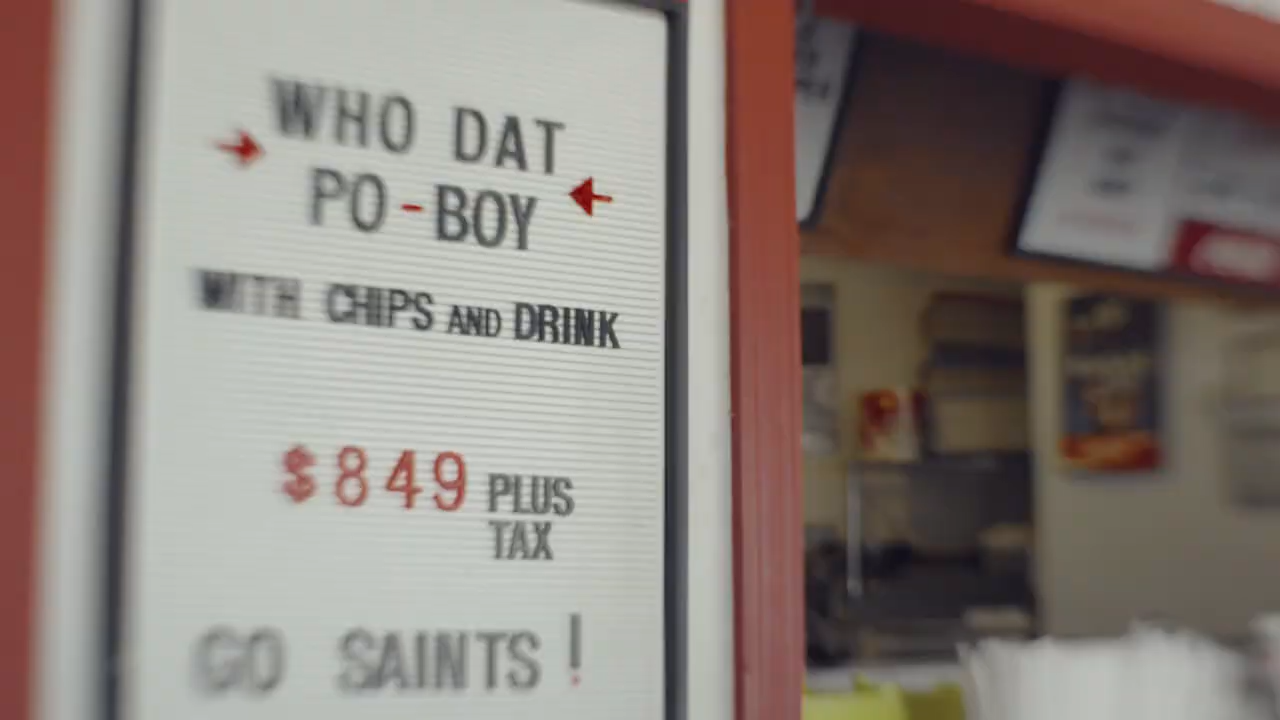 WHO DAT
PO-BOY
WITH CHIPS AND DRINK
$849 PLUS
TAX
GO SAINTS!